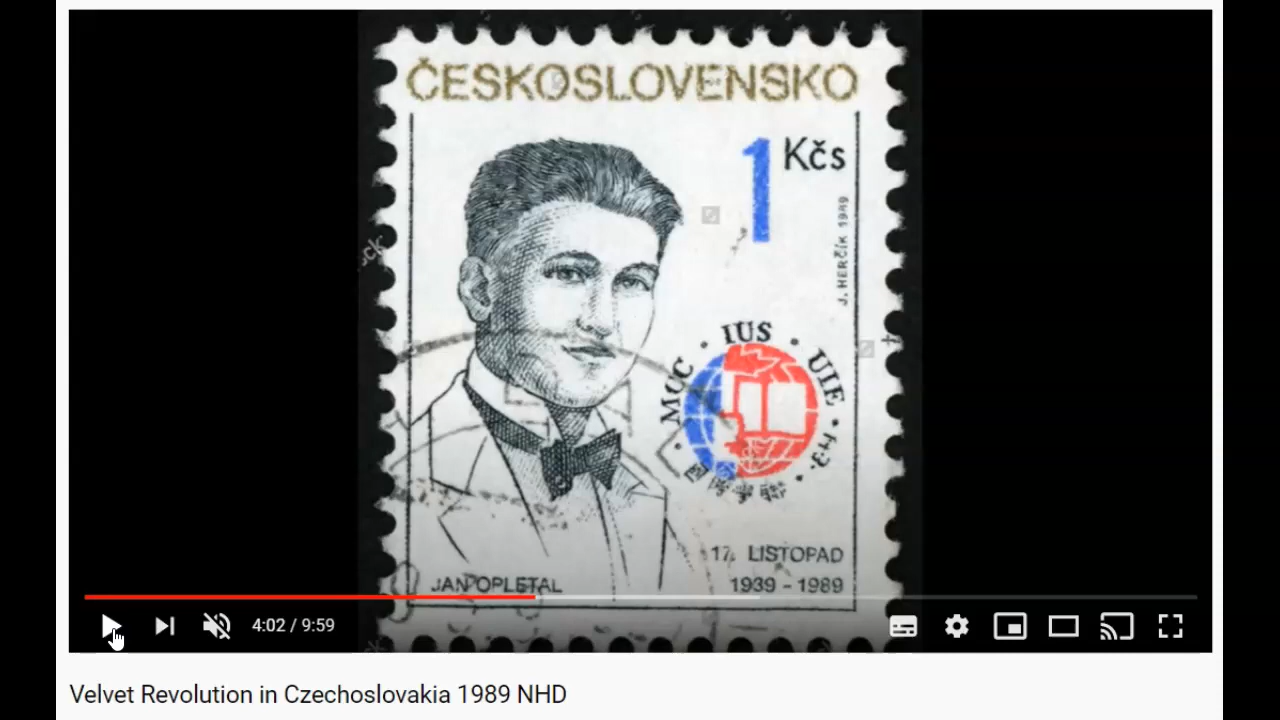 ČESKOSLOVENSKO
1 Kčs
J. HERČÍK 1989
MUC • IUS • UIE
17. LISTOPAD
JAN OPLETAL
1939 - 1989
4:02 / 9:59
Velvet Revolution in Czechoslovakia 1989 NHD